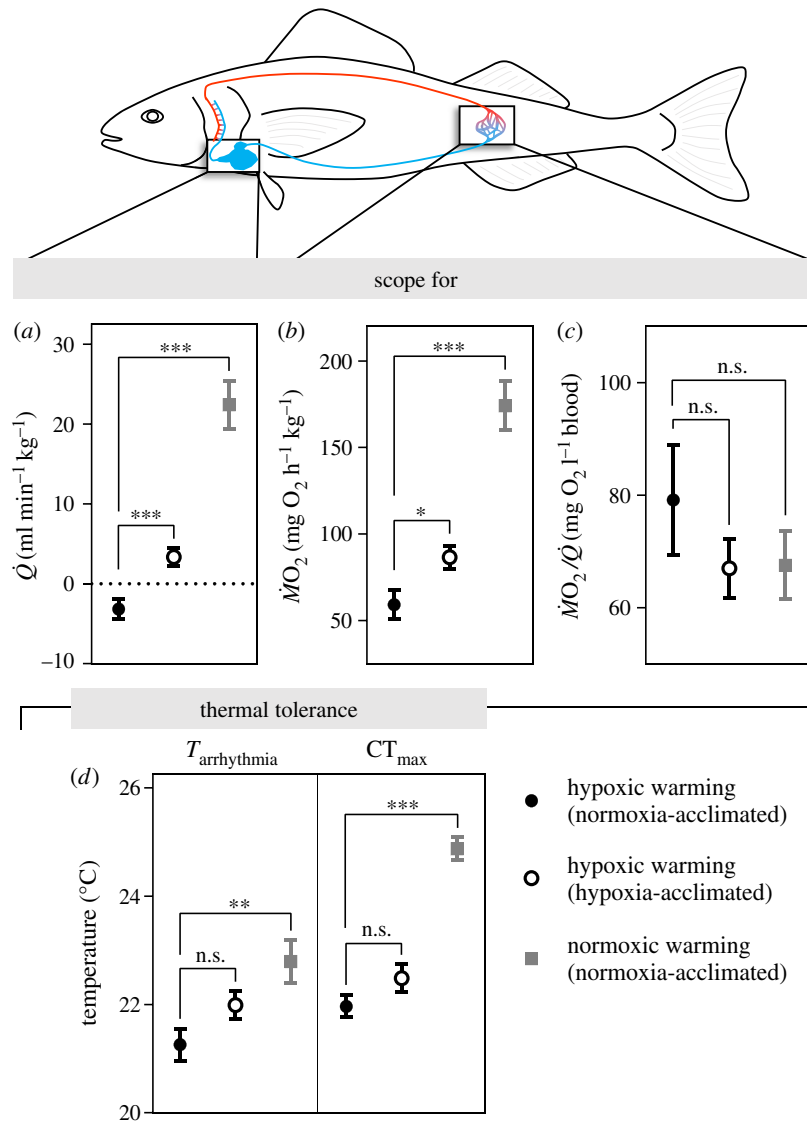 scope for
(a)
30
20
10
0
–10
Q̇ (ml min⁻¹ kg⁻¹)
***
***
(b)
200
150
100
50
ṀO₂ (mg O₂ h⁻¹ kg⁻¹)
***
*
(c)
100
80
60
ṀO₂/Q̇ (mg O₂ l⁻¹ blood)
n.s.
n.s.
thermal tolerance
T_arrhythmia
CT_max
(d)
26
24
22
20
temperature (°C)
**
n.s.
***
n.s.
hypoxic warming
(normoxia-acclimated)
hypoxic warming
(hypoxia-acclimated)
normoxic warming
(normoxia-acclimated)